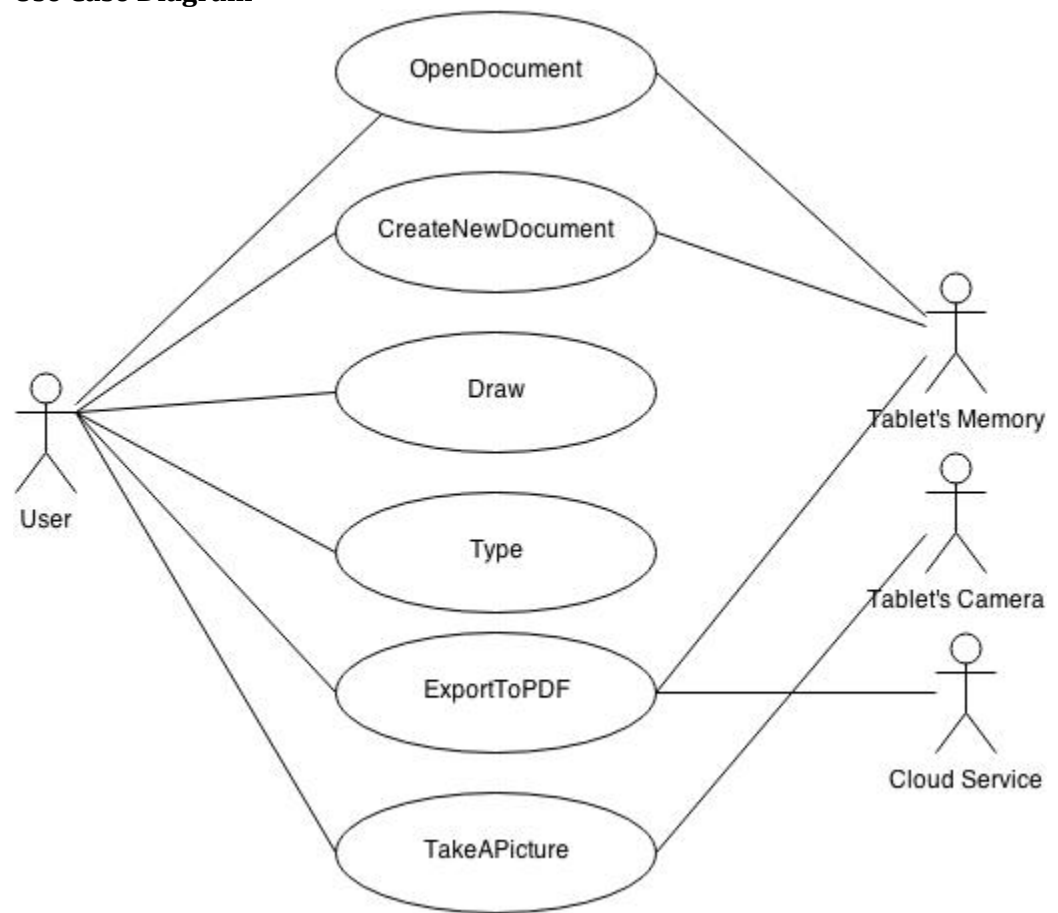 Use Case Diagram
OpenDocument
CreateNewDocument
Draw
Type
ExportToPDF
TakeAPicture
User
Tablet's Memory
Tablet's Camera
Cloud Service